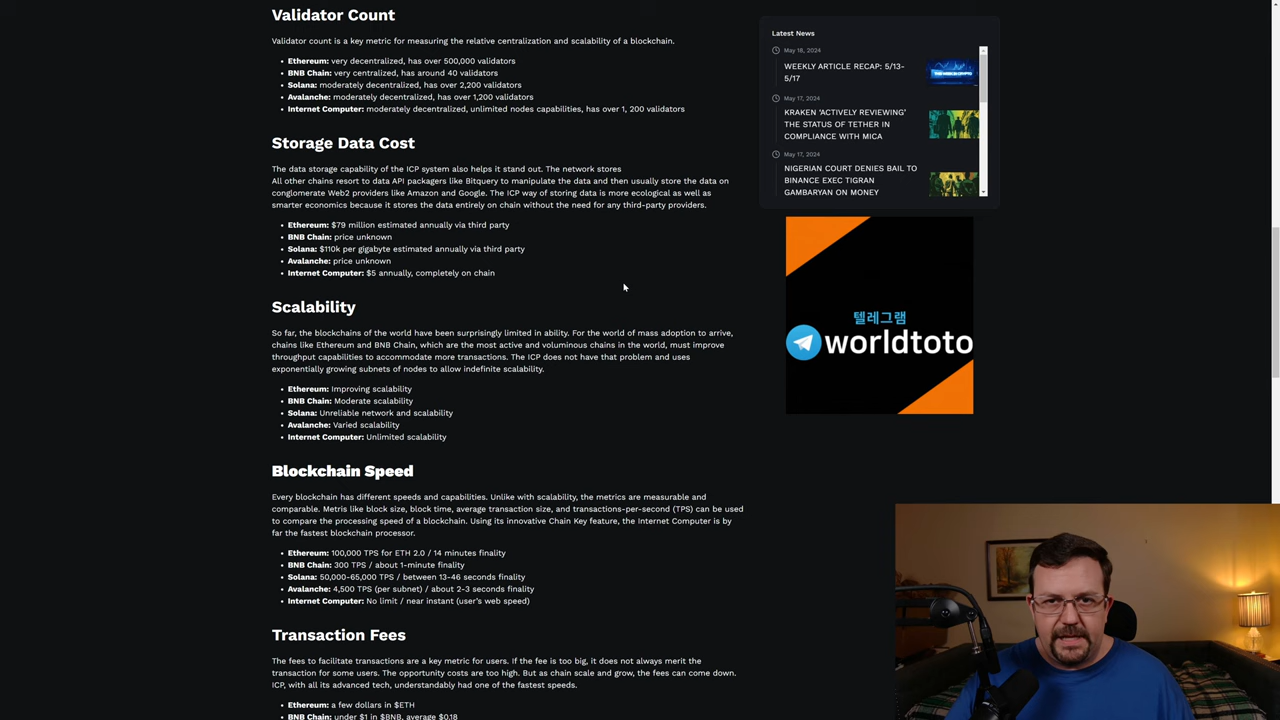 Validator Count
Validator count is a key metric for measuring the relative centralization and scalability of a blockchain.
• Ethereum: very decentralized, has over 500,000 validators
• BNB Chain: very centralized, has around 40 validators
• Solana: moderately decentralized, has over 2,200 validators
• Avalanche: moderately decentralized, has over 1,200 validators
• Internet Computer: moderately decentralized, unlimited nodes capabilities, has over 1, 200 validators
Storage Data Cost
The data storage capability of the ICP system also helps it stand out. The network stores
All other chains resort to data API packagers like Bitquery to manipulate the data and then usually store the data on
conglomerate Web2 providers like Amazon and Google. The ICP way of storing data is more ecological as well as
smarter economics because it stores the data entirely on chain without the need for any third-party providers.
• Ethereum: $79 million estimated annually via third party
• BNB Chain: price unknown
• Solana: $110k per gigabyte estimated annually via third party
• Avalanche: price unknown
• Internet Computer: $5 annually, completely on chain
Scalability
So far, the blockchains of the world have been surprisingly limited in ability. For the world of mass adoption to arrive,
chains like Ethereum and BNB Chain, which are the most active and voluminous chains in the world, must improve
throughput capabilities to accommodate more transactions. The ICP does not have that problem and uses
exponentially growing subnets of nodes to allow indefinite scalability.
• Ethereum: Improving scalability
• BNB Chain: Moderate scalability
• Solana: Unreliable network and scalability
• Avalanche: Varied scalability
• Internet Computer: Unlimited scalability
Blockchain Speed
Every blockchain has different speeds and capabilities. Unlike with scalability, the metrics are measurable and
comparable. Metris like block size, block time, average transaction size, and transactions-per-second (TPS) can be used
to compare the processing speed of a blockchain. Using its innovative Chain Key feature, the Internet Computer is by
far the fastest blockchain processor.
• Ethereum: 100,000 TPS for ETH 2.0 / 14 minutes finality
• BNB Chain: 300 TPS / about 1-minute finality
• Solana: 50,000-65,000 TPS / between 13-46 seconds finality
• Avalanche: 4,500 TPS (per subnet) / about 2-3 seconds finality
• Internet Computer: No limit / near instant (user's web speed)
Transaction Fees
The fees to facilitate transactions are a key metric for users. If the fee is too big, it does not always merit the
transaction for some users. The opportunity costs are too high. But as chain scale and grow, the fees can come down.
ICP, with all its advanced tech, understandably had one of the fastest speeds.
• Ethereum: a few dollars in $ETH
• BNB Chain: under $1 in $BNB, average $0.18
Latest News
May 18, 2024
WEEKLY ARTICLE RECAP: 5/13-
5/17
May 17, 2024
KRAKEN 'ACTIVELY REVIEWING'
THE STATUS OF TETHER IN
COMPLIANCE WITH MICA
May 17, 2024
NIGERIAN COURT DENIES BAIL TO
BINANCE EXEC TIGRAN
GAMBARYAN ON MONEY
텔레그램
worldtoto